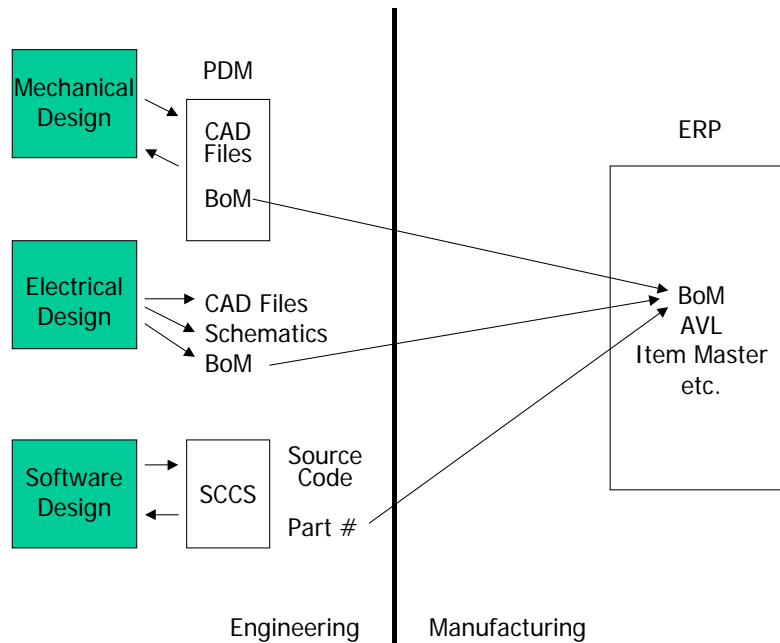 PDM
Mechanical
Design
CAD
Files
BoM
ERP
Electrical
Design
CAD Files
Schematics
BoM
BoM
AVL
Item Master
etc.
Software
Design
SCCS
Source
Code
Part #
Engineering
Manufacturing